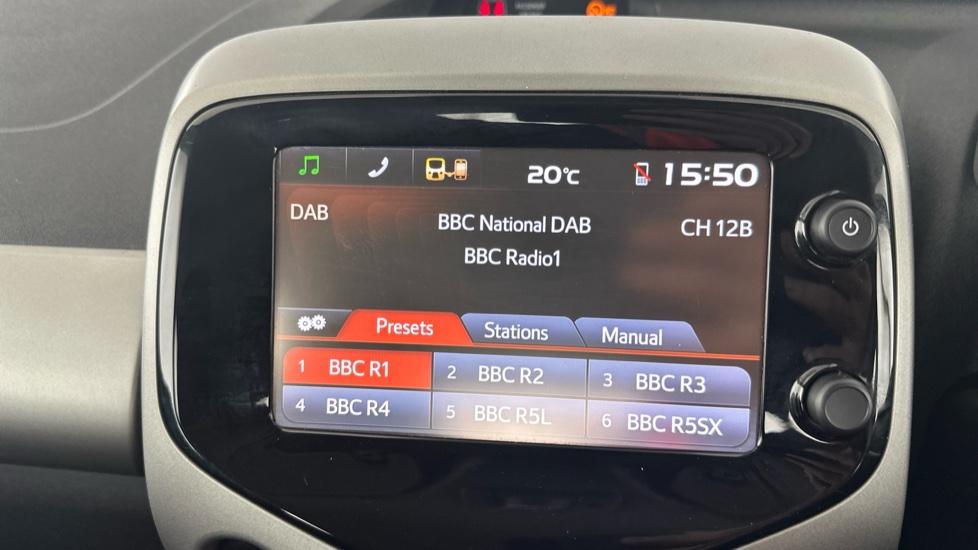 20°C 15:50
DAB
BBC National DAB
CH 12B
BBC Radio1
Presets Stations Manual
1 BBC R1 2 BBC R2 3 BBC R3
4 BBC R4 5 BBC R5L 6 BBC R5SX